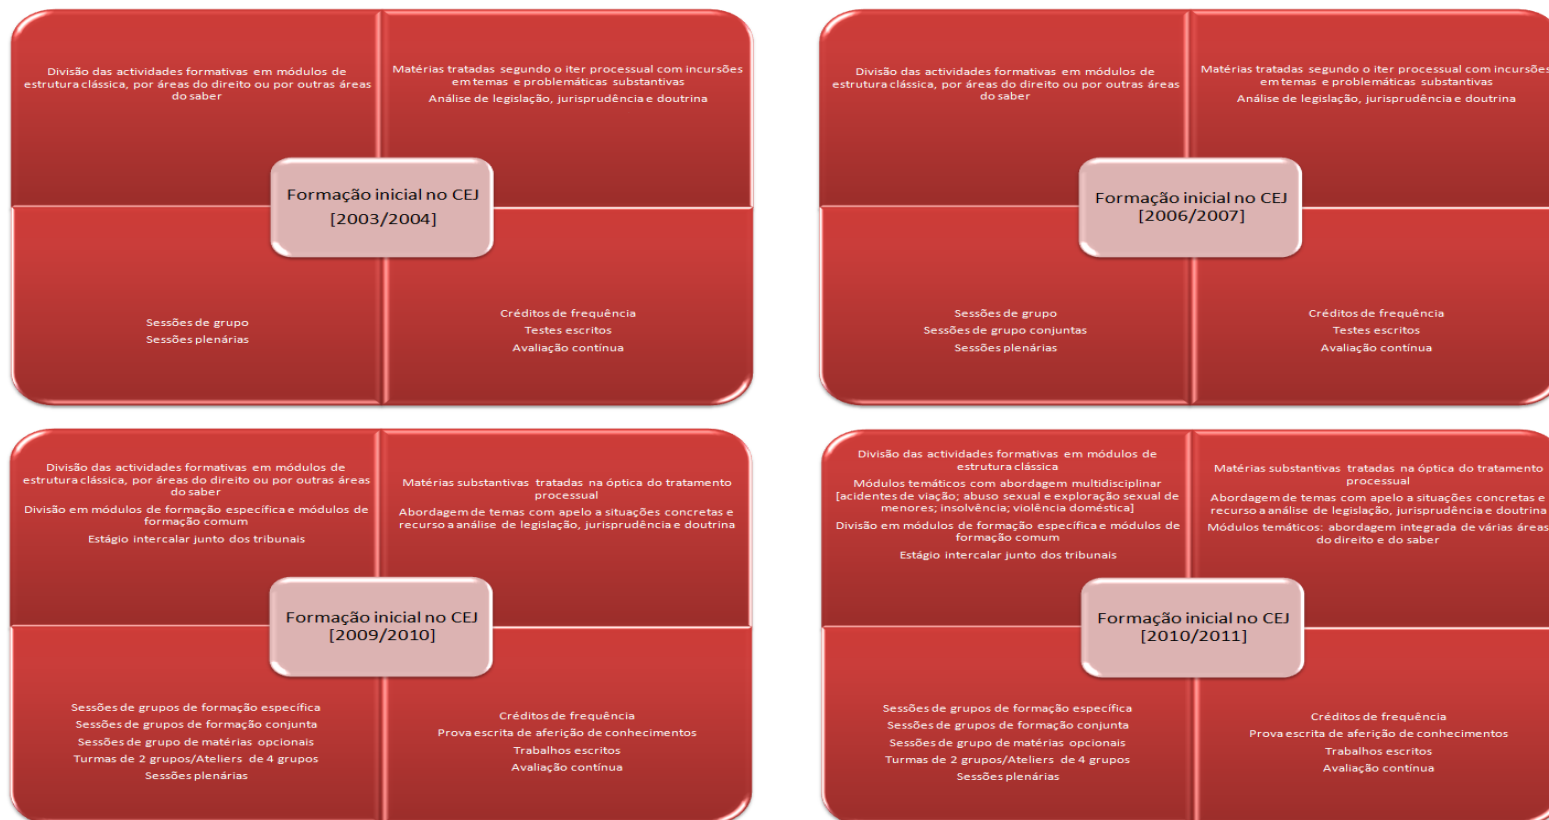 Divisão das actividades formativas em módulos de
estrutura clássica, por áreas do direito ou por outras áreas
do saber
Matérias tratadas segundo o iter processual com incursões
em temas e problemáticas substantivas
Análise de legislação, jurisprudência e doutrina
Formação inicial no CEJ
[2003/2004]
Sessões de grupo
Sessões plenárias
Créditos de frequência
Testes escritos
Avaliação contínua
Divisão das actividades formativas em módulos de
estrutura clássica, por áreas do direito ou por outras áreas
do saber
Matérias tratadas segundo o iter processual com incursões
em temas e problemáticas substantivas
Análise de legislação, jurisprudência e doutrina
Formação inicial no CEJ
[2006/2007]
Sessões de grupo
Sessões de grupo conjuntas
Sessões plenárias
Créditos de frequência
Testes escritos
Avaliação contínua
Divisão das actividades formativas em módulos de
estrutura clássica, por áreas do direito ou por outras áreas
do saber
Divisão em módulos de formação específica e módulos de
formação comum
Estágio intercalar junto dos tribunais
Matérias substantivas tratadas na óptica do tratamento
processual
Abordagem de temas com apelo a situações concretas e
recurso a análise de legislação, jurisprudência e doutrina
Formação inicial no CEJ
[2009/2010]
Sessões de grupos de formação específica
Sessões de grupos de formação conjunta
Sessões de grupo de matérias opcionais
Turmas de 2 grupos/Ateliers de 4 grupos
Sessões plenárias
Créditos de frequência
Prova escrita de aferição de conhecimentos
Trabalhos escritos
Avaliação contínua
Divisão das actividades formativas em módulos de
estrutura clássica
Módulos temáticos com abordagem multidisciplinar
[acidentes de viação; abuso sexual e exploração sexual de
menores; insolvência; violência doméstica]
Divisão em módulos de formação específica e módulos de
formação comum
Estágio intercalar junto dos tribunais
Matérias substantivas tratadas na óptica do tratamento
processual
Abordagem de temas com apelo a situações concretas e
recurso a análise de legislação, jurisprudência e doutrina
Módulos temáticos: abordagem integrada de várias áreas
do direito e do saber
Formação inicial no CEJ
[2010/2011]
Sessões de grupos de formação específica
Sessões de grupos de formação conjunta
Sessões de grupo de matérias opcionais
Turmas de 2 grupos/Ateliers de 4 grupos
Sessões plenárias
Créditos de frequência
Prova escrita de aferição de conhecimentos
Trabalhos escritos
Avaliação contínua